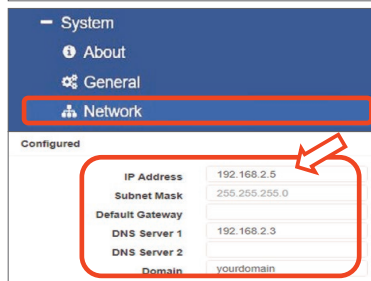 − System
About
General
Network
Configured
IP Address 192.168.2.5
Subnet Mask 255.255.255.0
Default Gateway
DNS Server 1 192.168.2.3
DNS Server 2
Domain yourdomain